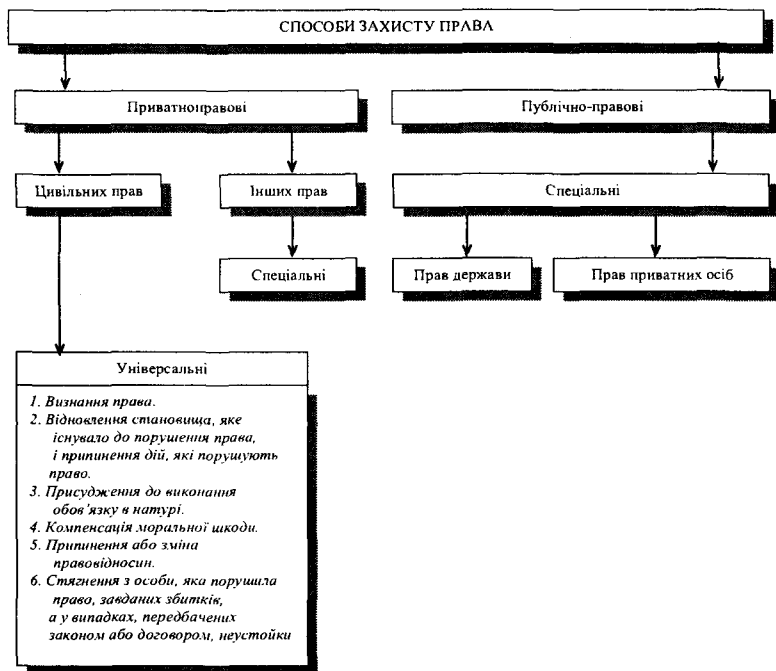 СПОСОБИ ЗАХИСТУ ПРАВА
Приватноправові
Публічно-правові
Цивільних прав
Інших прав
Спеціальні
Спеціальні
Прав держави
Прав приватних осіб
Універсальні
1. Визнання права.
2. Відновлення становища, яке
існувало до порушення права,
і припинення дій, які порушують
право.
3. Присудження до виконання
обов'язку в натурі.
4. Компенсація моральної шкоди.
5. Припинення або зміна
правовідносин.
6. Стягнення з особи, яка порушила
право, завданих збитків,
а у випадках, передбачених
законом або договором, неустойки